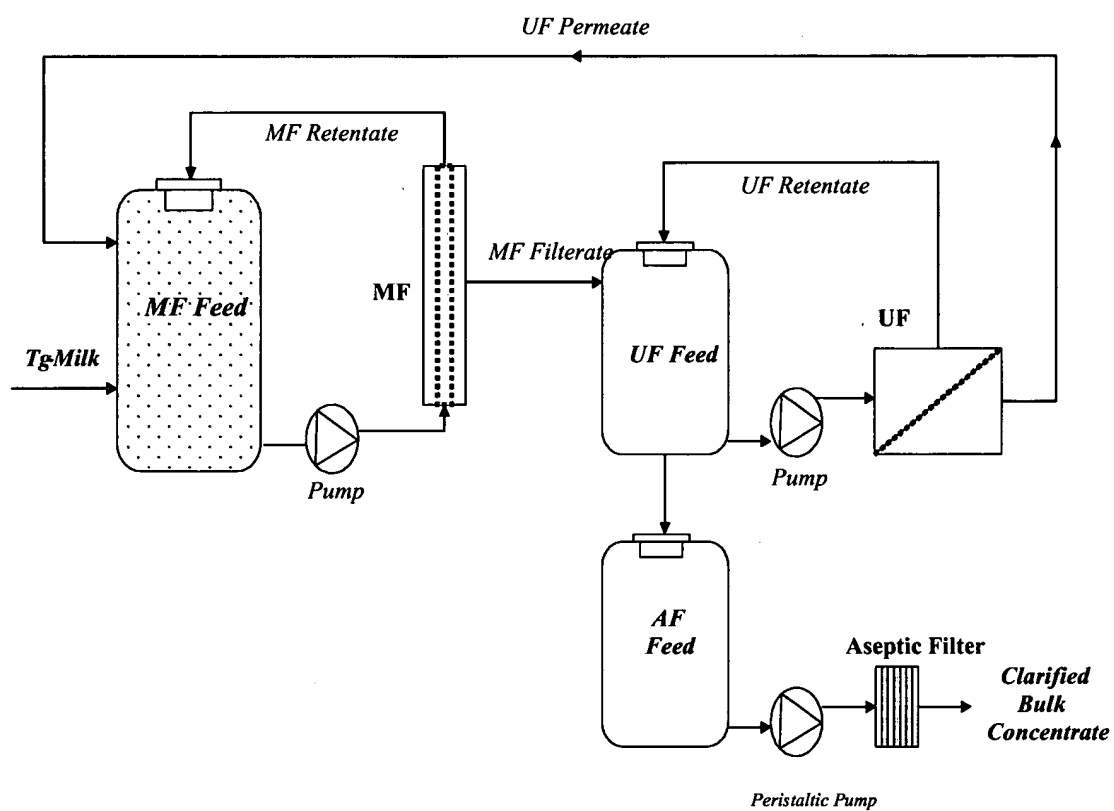 UF Permeate
MF Retentate
UF Retentate
MF Filterate
MF
MF Feed
UF
UF Feed
Tg-Milk
Pump
Pump
AF
Feed
Aseptic Filter
Clarified
Bulk
Concentrate
Peristaltic Pump